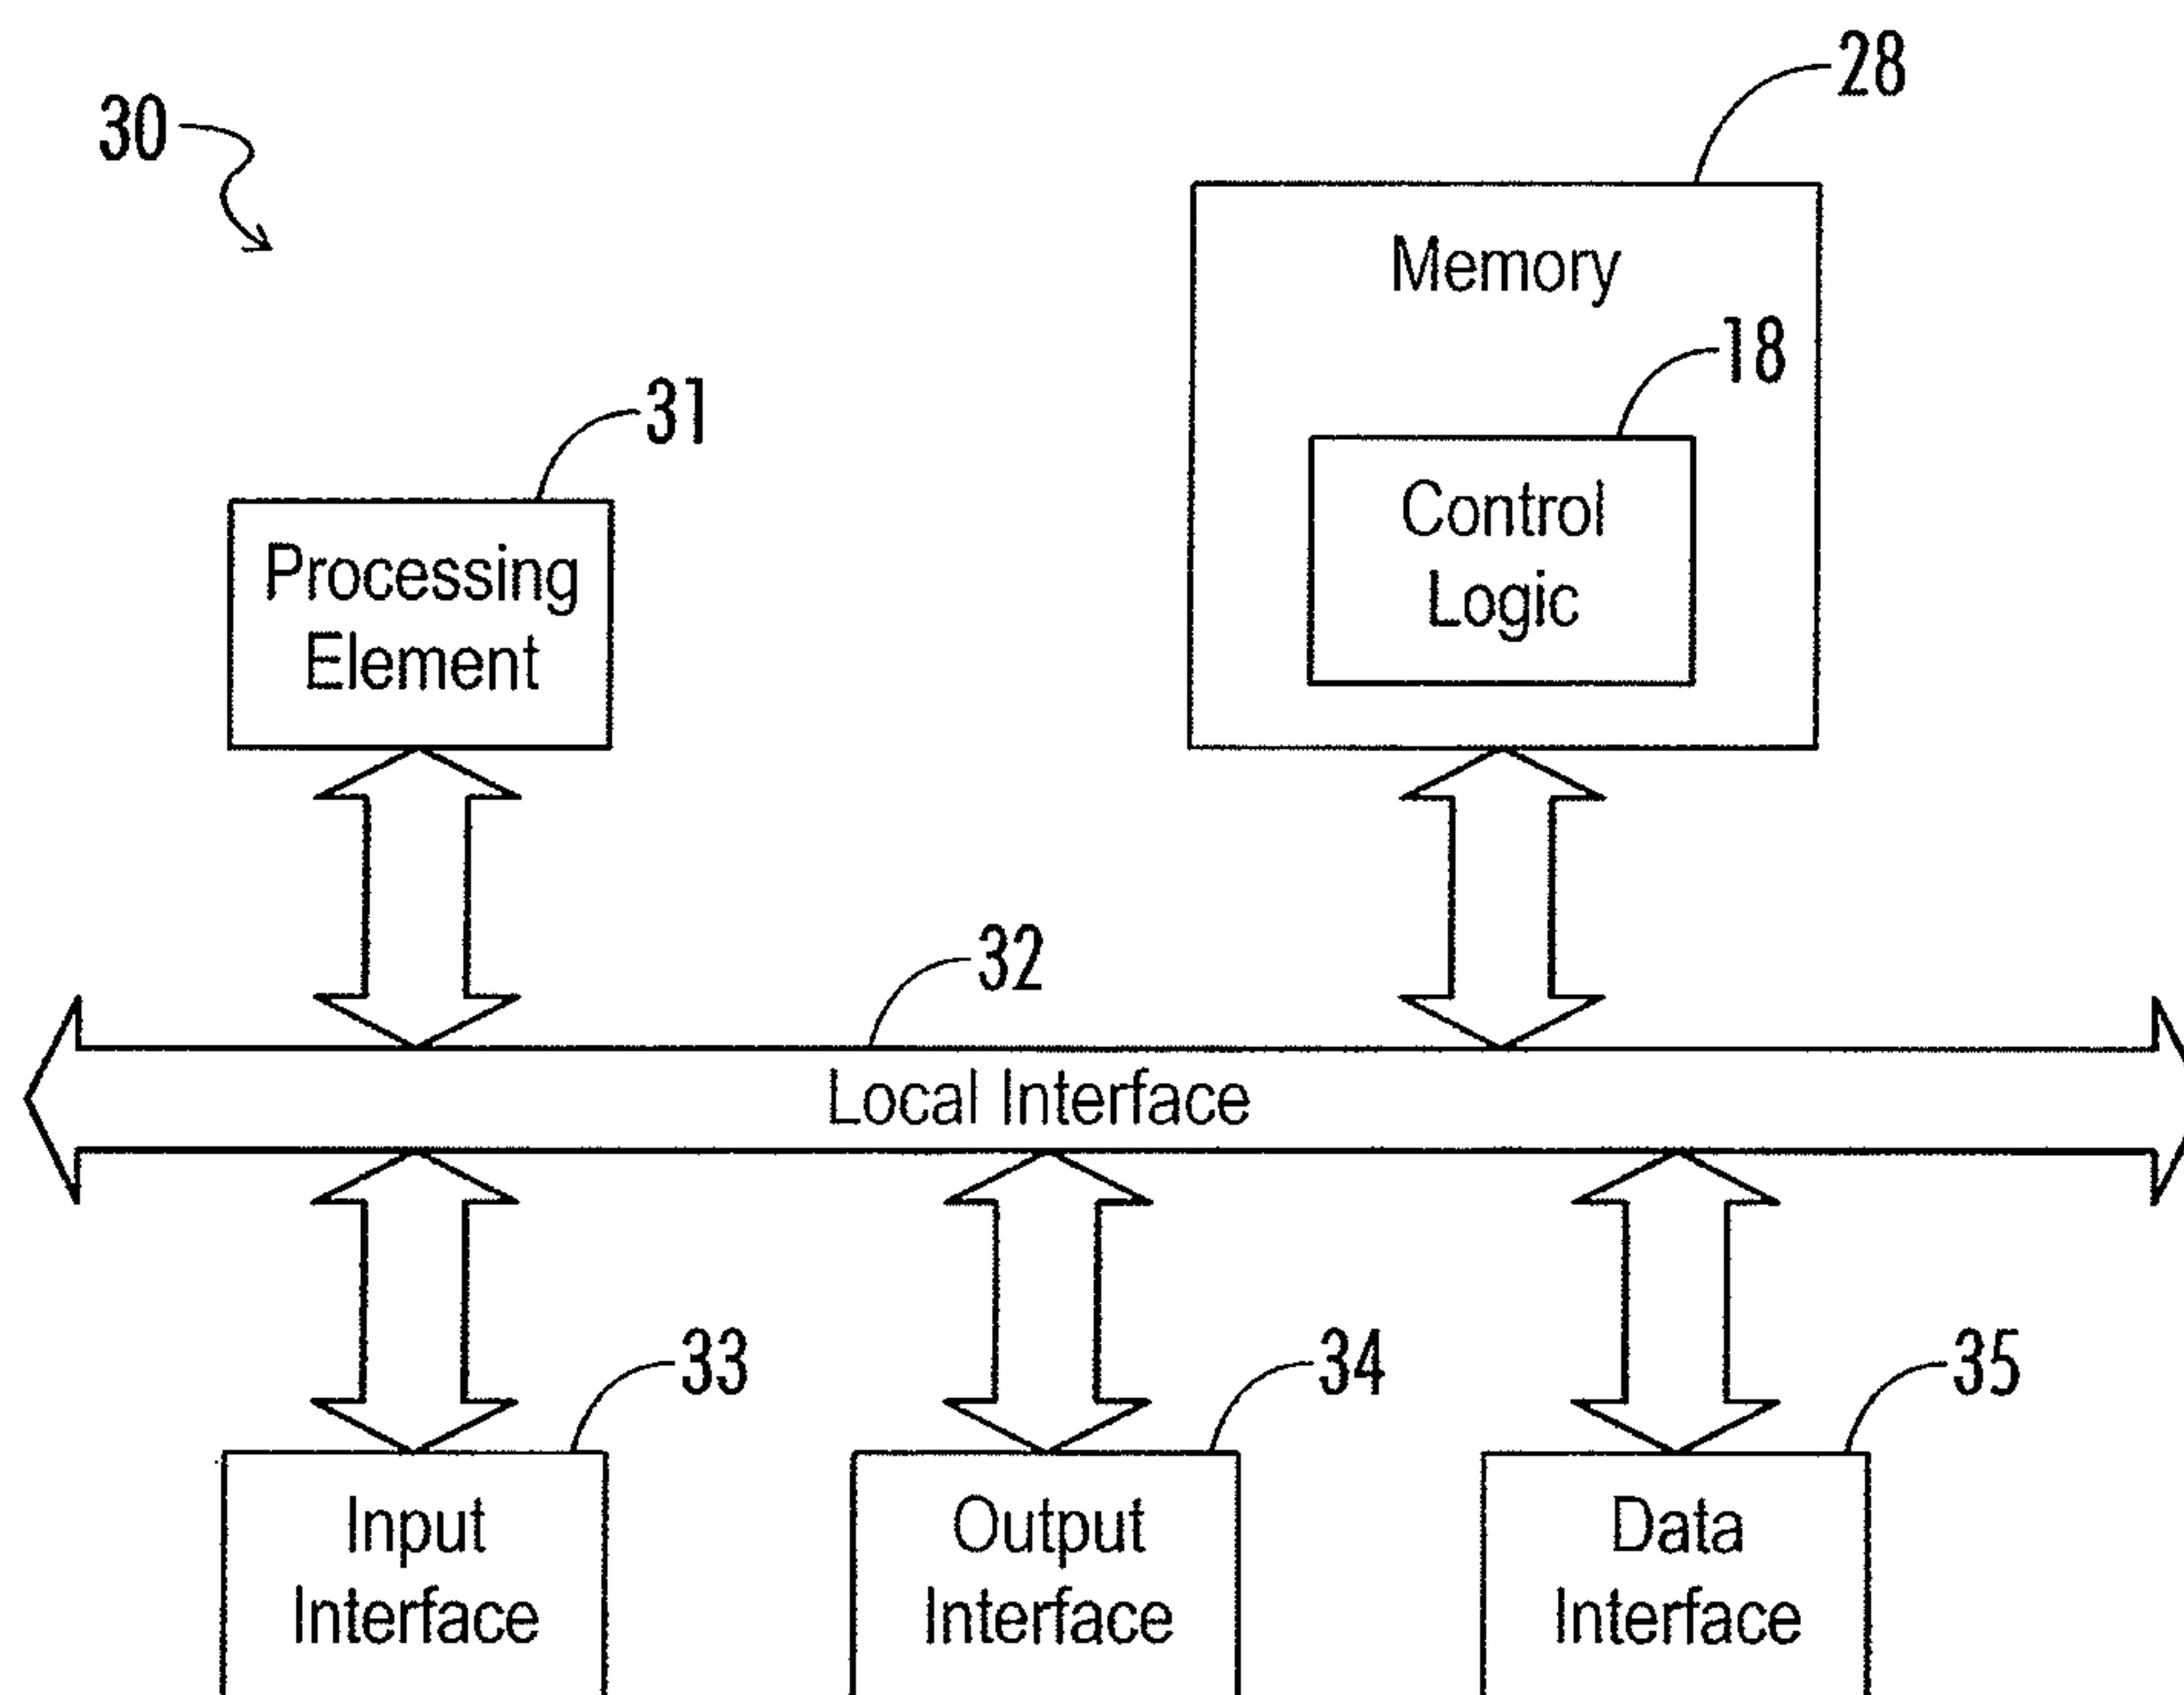 28
30
Memory
18
31
Control
Logic
Processing
Element
32
Local Interface
33
34
35
Input
Interface
Output
Interface
Data
Interface